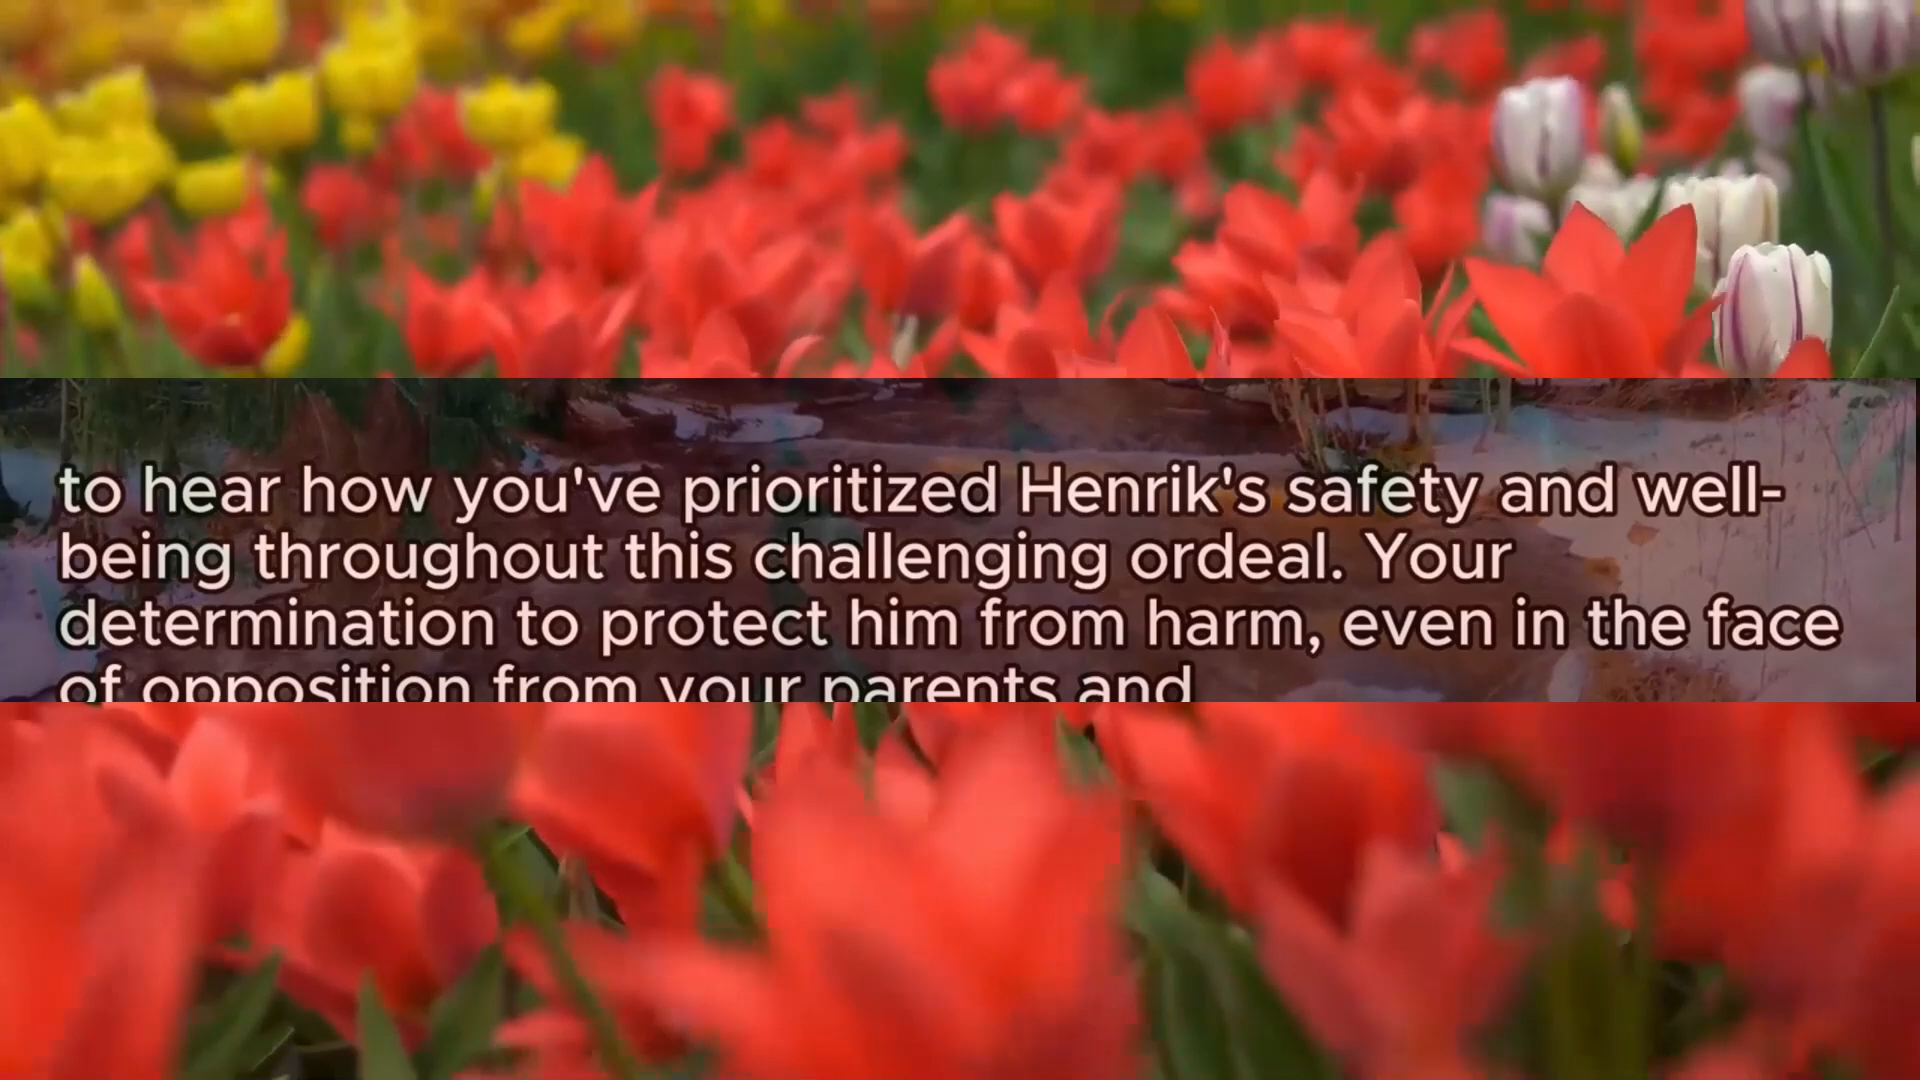 to hear how you've prioritized Henrik's safety and well-
being throughout this challenging ordeal. Your
determination to protect him from harm, even in the face
of opposition from your parents and